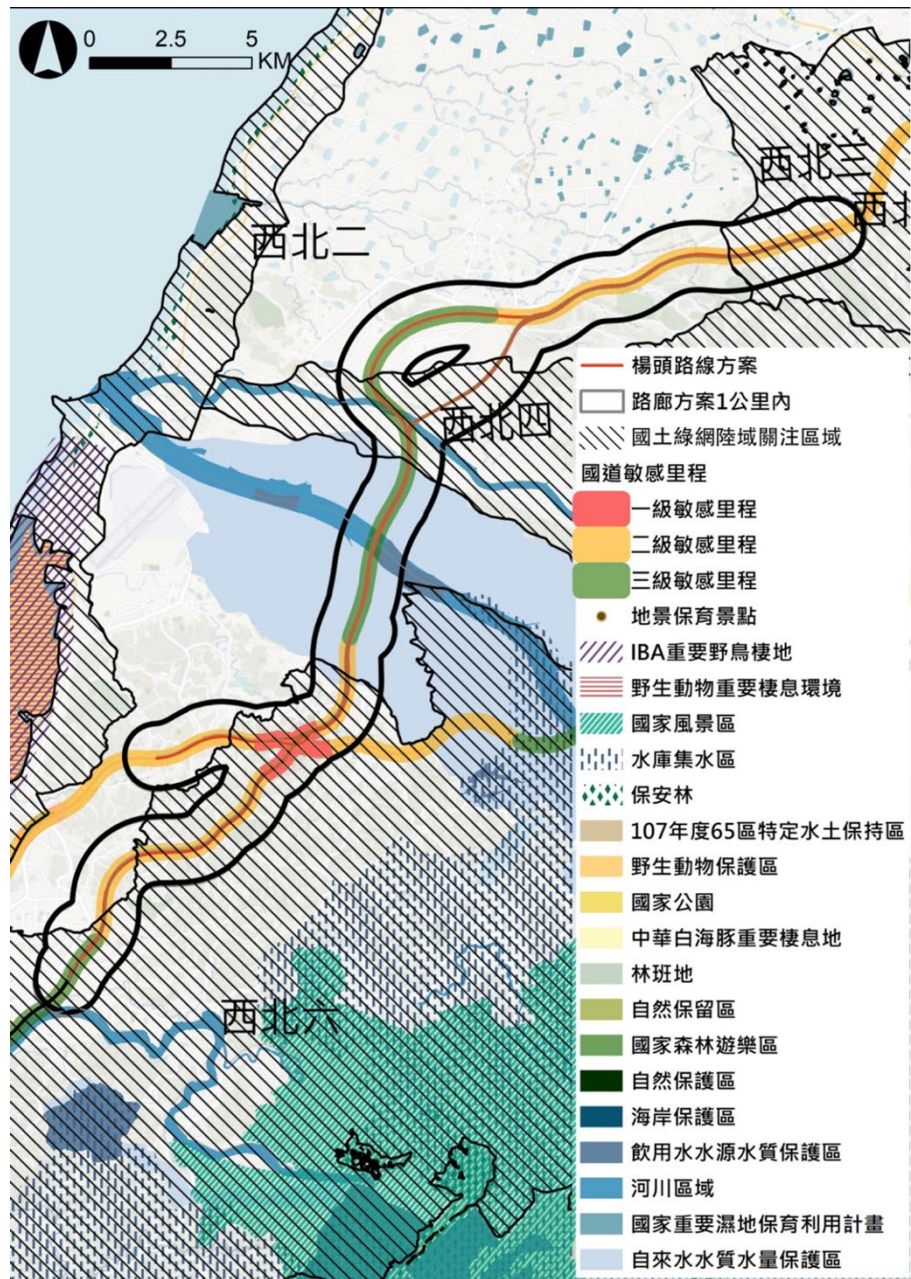 0 2.5 5
KM
西北三
西北二
西北四
西北六
楊頭路線方案
路廊方案1公里內
國土綠網陸域關注區域
國道敏感里程
一級敏感里程
二級敏感里程
三級敏感里程
地景保育景點
IBA重要野鳥棲地
野生動物重要棲息環境
國家風景區
水庫集水區
保安林
107年度65區特定水土保持區
野生動物保護區
國家公園
中華白海豚重要棲息地
林班地
自然保留區
國家森林遊樂區
自然保護區
海岸保護區
飲用水水源水質保護區
河川區域
國家重要濕地保育利用計畫
自來水水質水量保護區